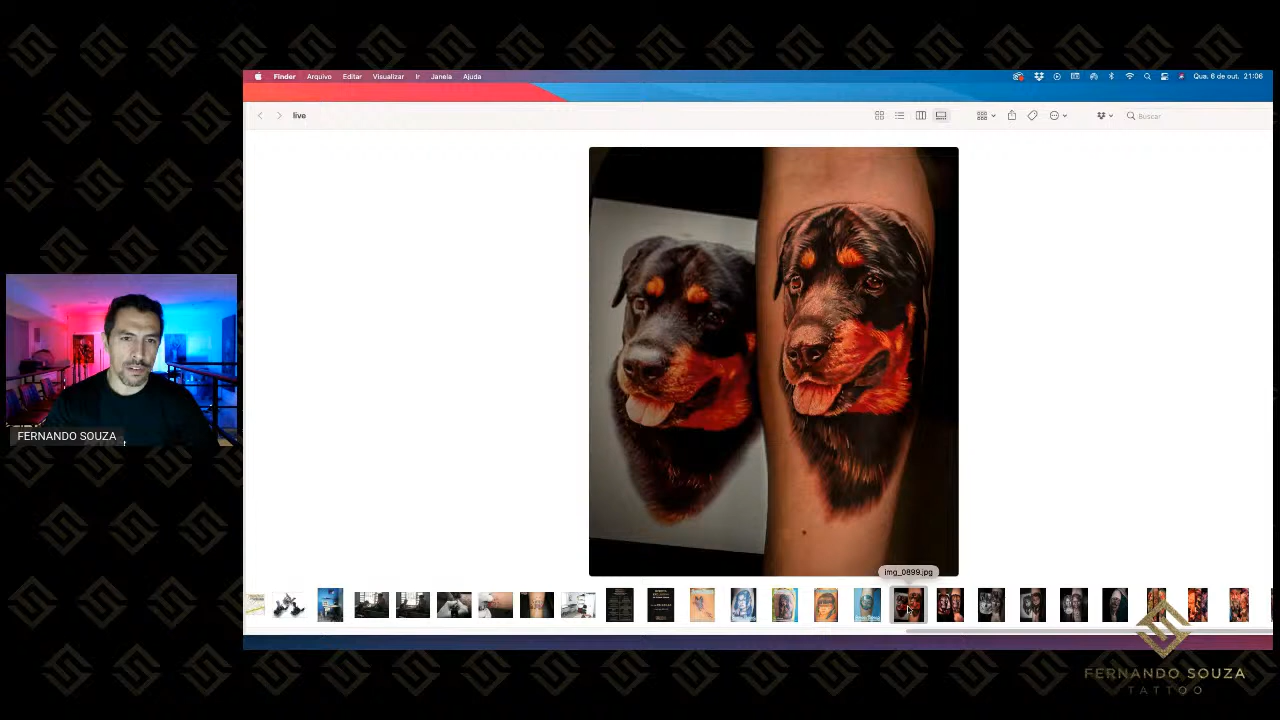 Finder Arquivo Editar Visualizar Ir Janela Ajuda
Qua. 6 de out. 21:06
live
Buscar
FERNANDO SOUZA
img_0899.jpg
FERNANDO SOUZA
TATTOO